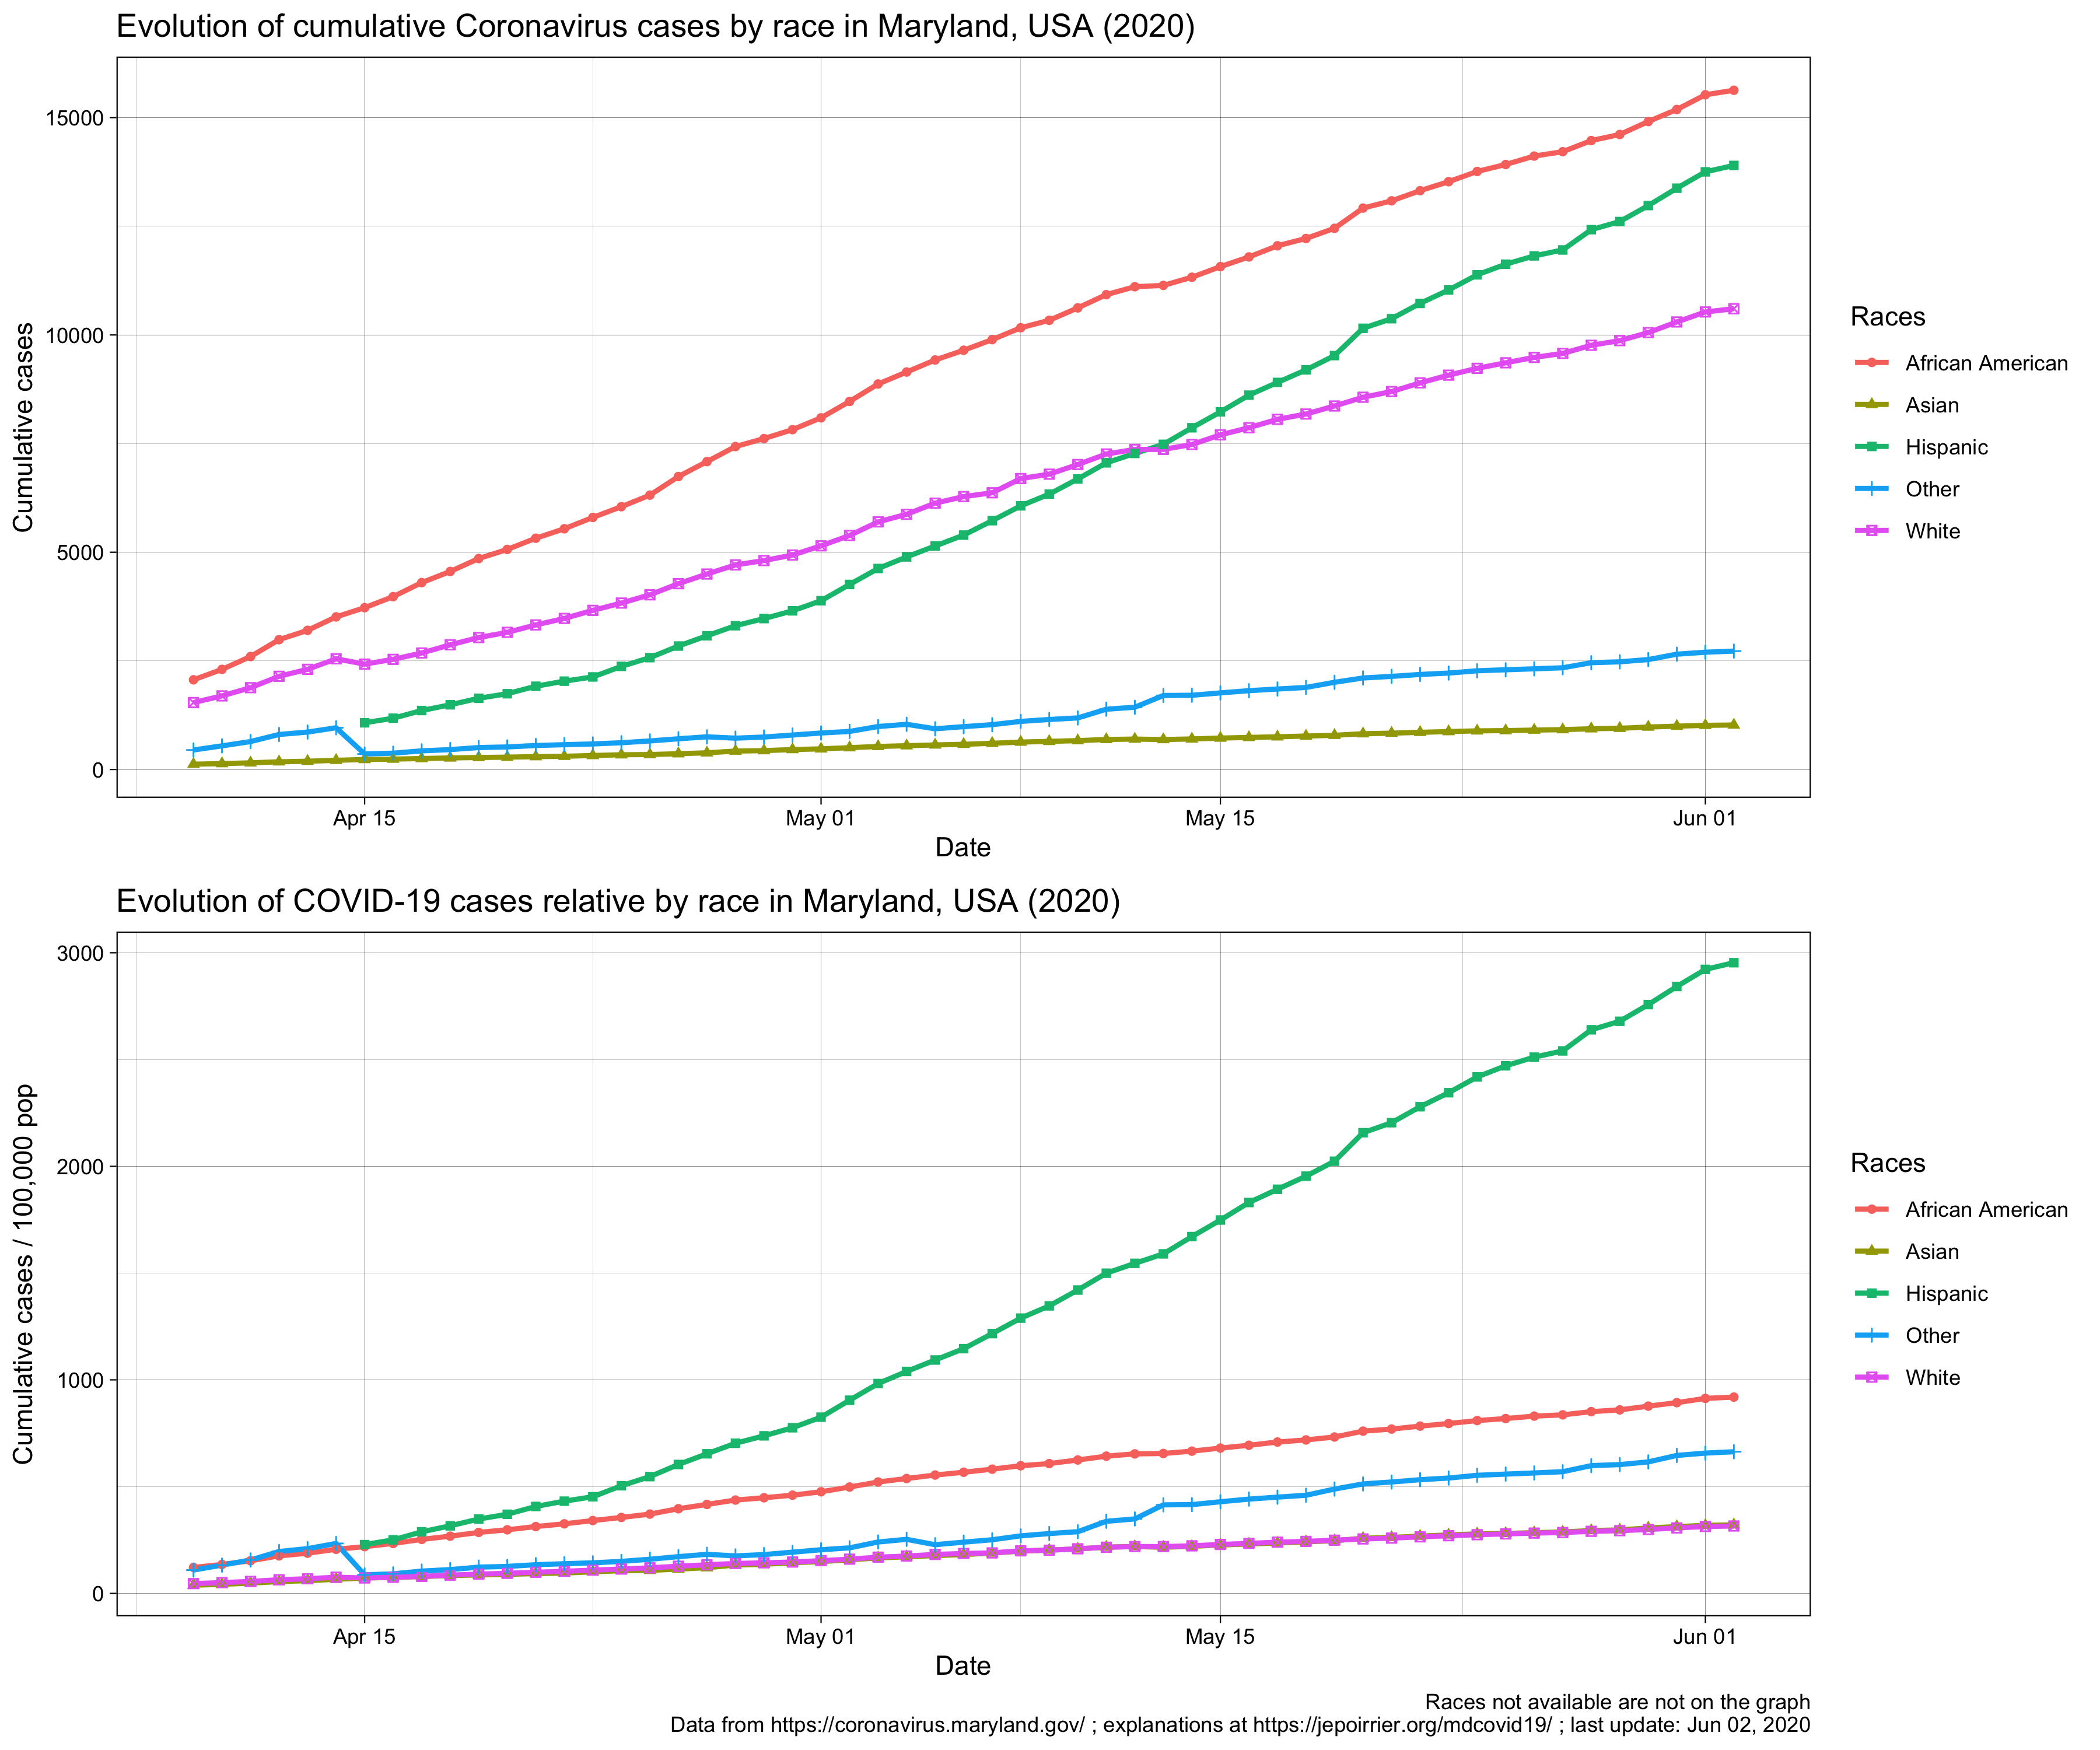 Evolution of cumulative Coronavirus cases by race in Maryland, USA (2020)
15000
10000
5000
0
Cumulative cases
Apr 15
May 01
May 15
Jun 01
Date
Races
African American
Asian
Hispanic
Other
White
Evolution of COVID-19 cases relative by race in Maryland, USA (2020)
3000
2000
1000
0
Cumulative cases / 100,000 pop
Apr 15
May 01
May 15
Jun 01
Date
Races
African American
Asian
Hispanic
Other
White
Races not available are not on the graph
Data from https://coronavirus.maryland.gov/ ; explanations at https://jepoirrier.org/mdcovid19/ ; last update: Jun 02, 2020